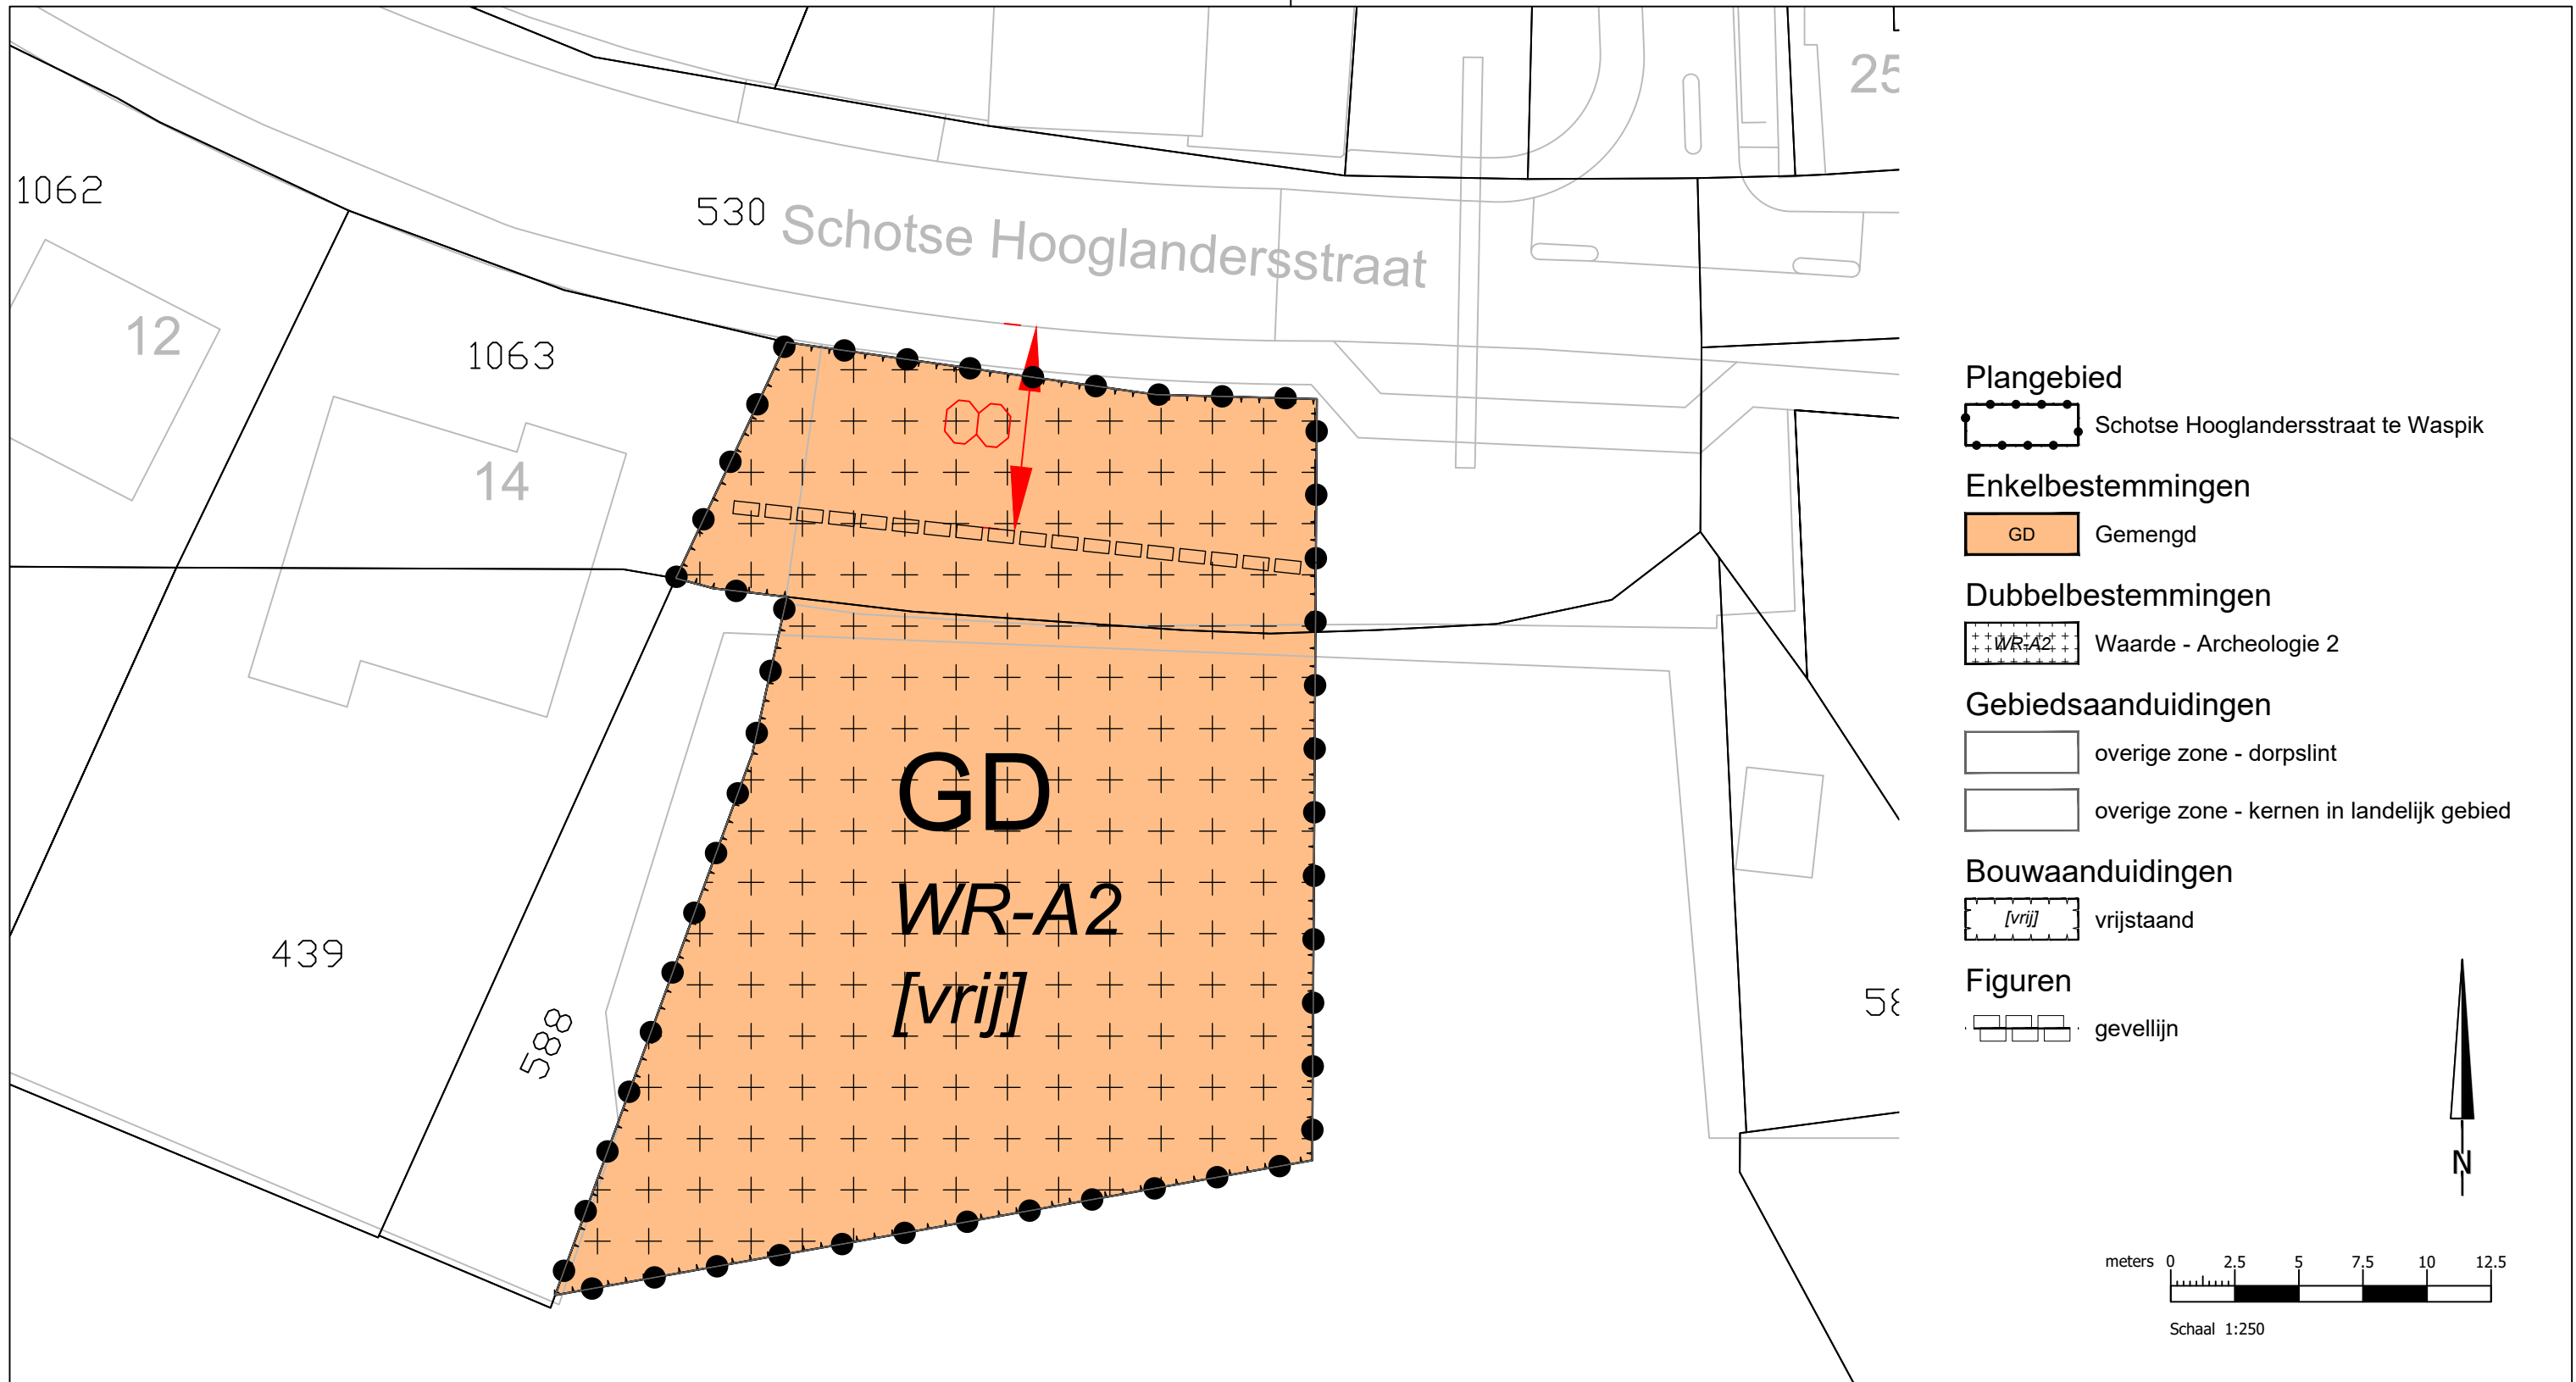 25
1062
530
Schotse Hooglandersstraat
12
1063
14
8
GD
WR-A2
[vrij]
439
588
58
Plangebied
Schotse Hooglandersstraat te Waspik
Enkelbestemmingen
GD Gemengd
Dubbelbestemmingen
WR-A2 Waarde - Archeologie 2
Gebiedsaanduidingen
overige zone - dorpslint
overige zone - kernen in landelijk gebied
Bouwaanduidingen
[vrij] vrijstaand
Figuren
gevellijn
N
meters 0 2.5 5 7.5 10 12.5
Schaal 1:250